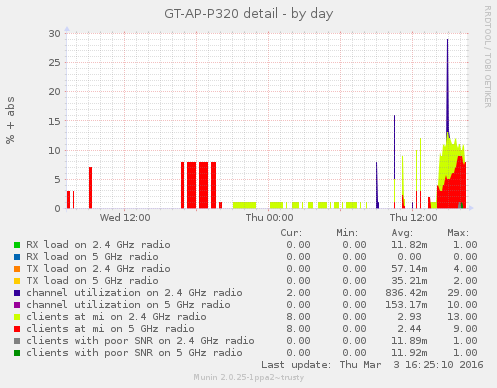 GT-AP-P320 detail - by day
RRDTOOL / TOBI OETIKER
% + abs
30
25
20
15
10
5
0
Wed 12:00 Thu 00:00 Thu 12:00
Cur: Min: Avg: Max:
RX load on 2.4 GHz radio 0.00 0.00 11.82m 1.00
RX load on 5 GHz radio 0.00 0.00 0.00 0.00
TX load on 2.4 GHz radio 0.00 0.00 57.14m 4.00
TX load on 5 GHz radio 0.00 0.00 35.21m 2.00
channel utilization on 2.4 GHz radio 2.00 0.00 836.42m 29.00
channel utilization on 5 GHz radio 0.00 0.00 153.17m 10.00
clients at mi on 2.4 GHz radio 8.00 0.00 2.93 13.00
clients at mi on 5 GHz radio 8.00 0.00 2.44 9.00
clients with poor SNR on 2.4 GHz radio 0.00 0.00 11.89m 1.00
clients with poor SNR on 5 GHz radio 0.00 0.00 11.92m 1.00
Last update: Thu Mar 3 16:25:10 2016
Munin 2.0.25-1ppa2~trusty